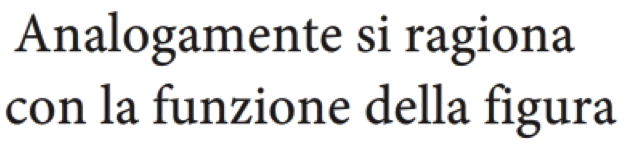 Analogamente si ragiona
con la funzione della figura